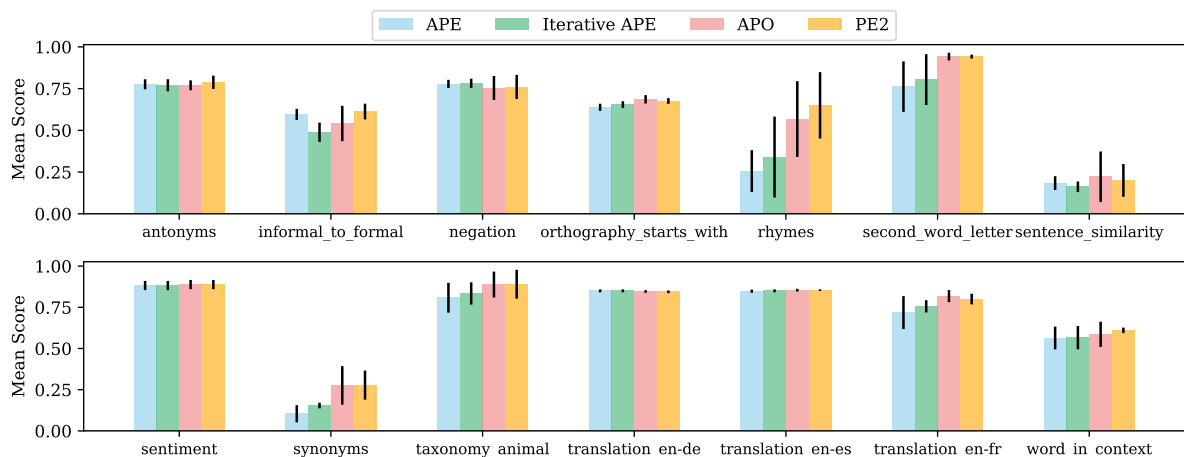 APE Iterative APE APO PE2
Mean Score
1.00
0.75
0.50
0.25
0.00
antonyms informal_to_formal negation orthography_starts_with rhymes second_word_letter sentence_similarity
Mean Score
1.00
0.75
0.50
0.25
0.00
sentiment synonyms taxonomy_animal translation_en-de translation_en-es translation_en-fr word_in_context